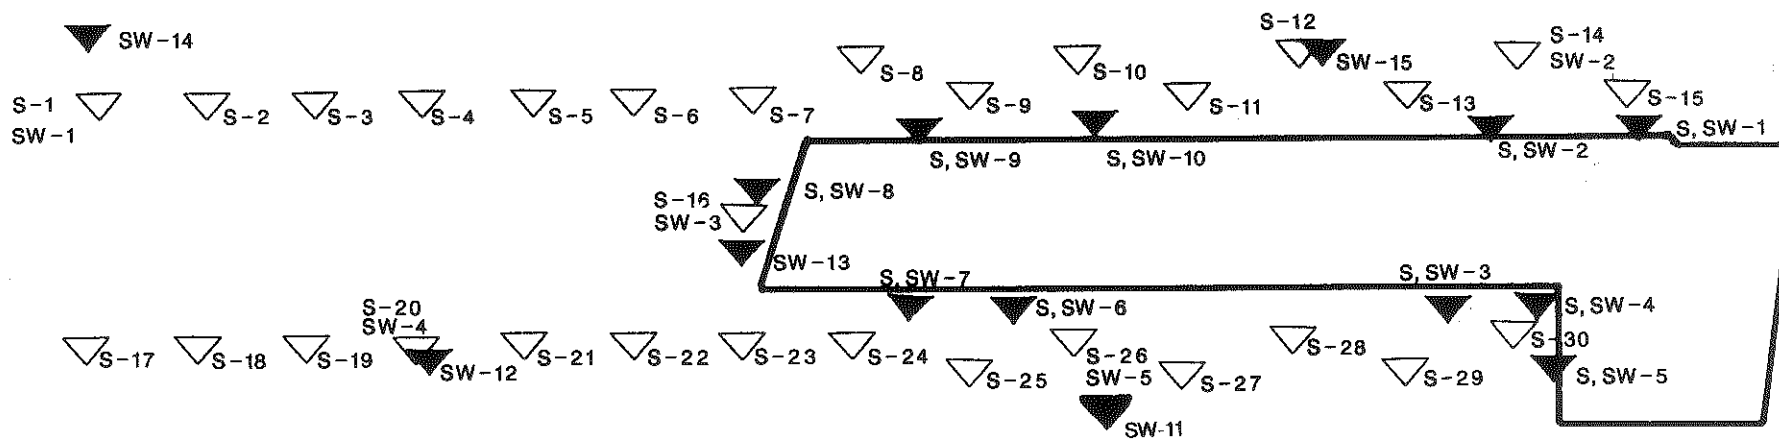 S-12
SW-14
S-14
SW-15
SW-2
S-8
S-10
S-1
S-2
S-3
S-4
S-5
S-6
S-7
S-9
S-11
S-13
S-15
SW-1
S, SW-9
S, SW-10
S, SW-2
S, SW-1
S-16
S, SW-8
SW-3
SW-13
S, SW-7
S, SW-3
S, SW-6
S, SW-4
S-20
SW-4
S-17
S-18
S-19
SW-12
S-21
S-22
S-23
S-24
S-26
S-28
S-30
SW-5
S-25
S-27
S-29
S, SW-5
SW-11